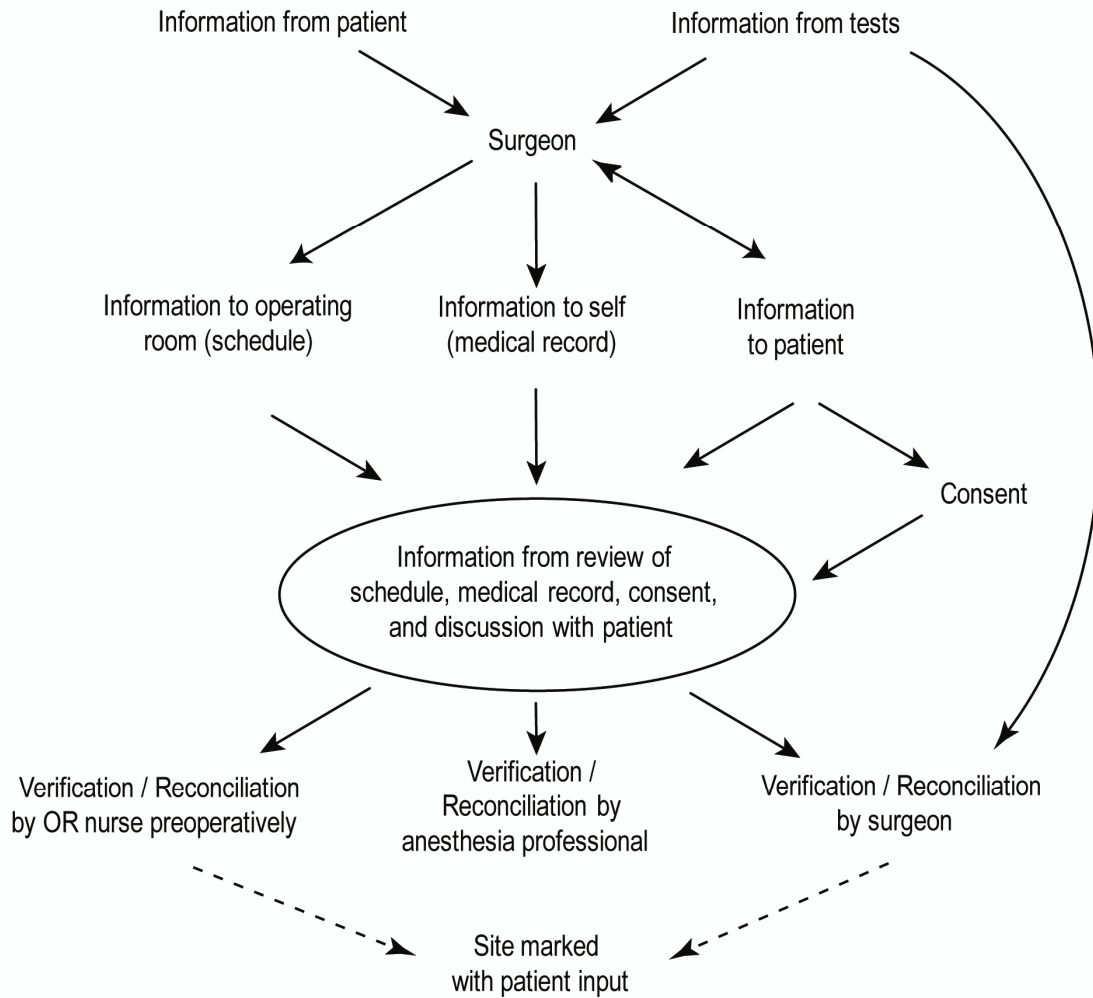 Information from patient
Information from tests
Surgeon
Information to operating
room (schedule)
Information to self
(medical record)
Information
to patient
Consent
Information from review of
schedule, medical record, consent,
and discussion with patient
Verification / Reconciliation
by OR nurse preoperatively
Verification /
Reconciliation by
anesthesia professional
Verification / Reconciliation
by surgeon
Site marked
with patient input